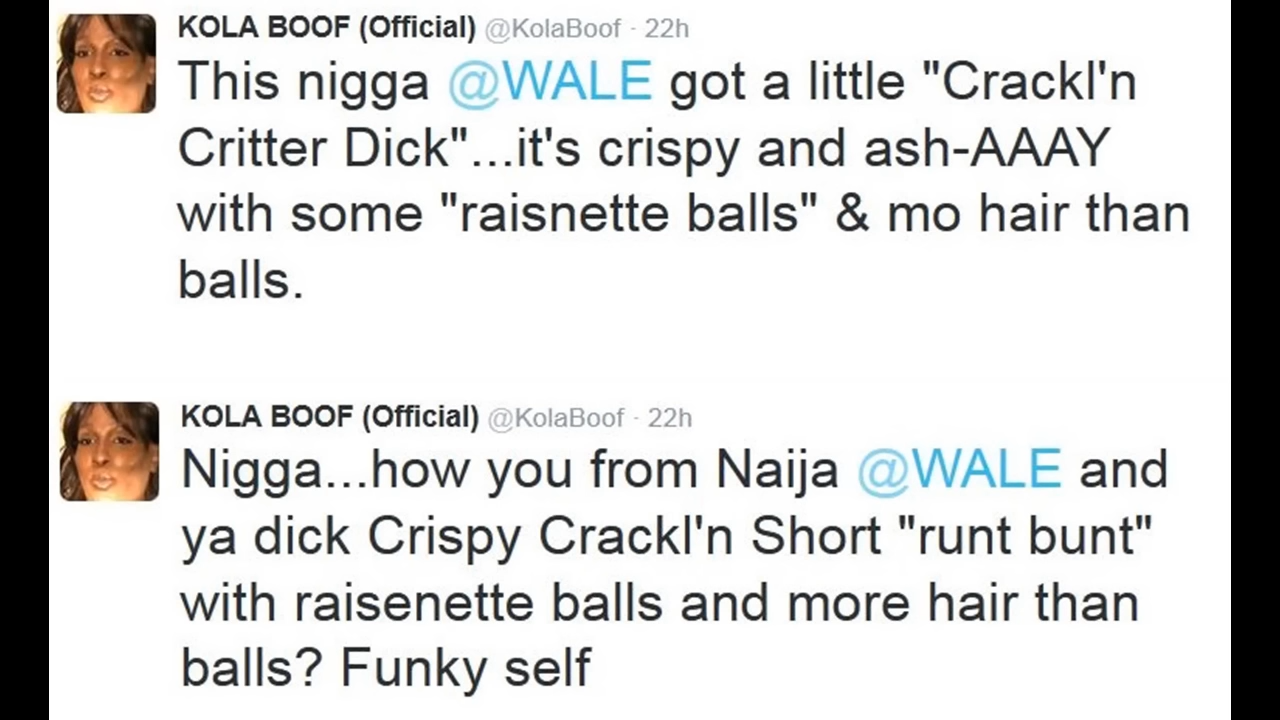 KOLA BOOF (Official) @KolaBoof · 22h
This nigga @WALE got a little "Crackl'n
Critter Dick"...it's crispy and ash-AAAY
with some "raisnette balls" & mo hair than
balls.
KOLA BOOF (Official) @KolaBoof · 22h
Nigga...how you from Naija @WALE and
ya dick Crispy Crackl'n Short "runt bunt"
with raisenette balls and more hair than
balls? Funky self